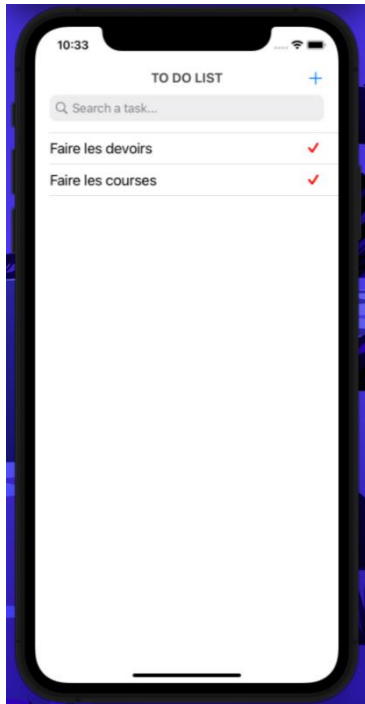 10:33
TO DO LIST
Search a task...
Faire les devoirs
Faire les courses